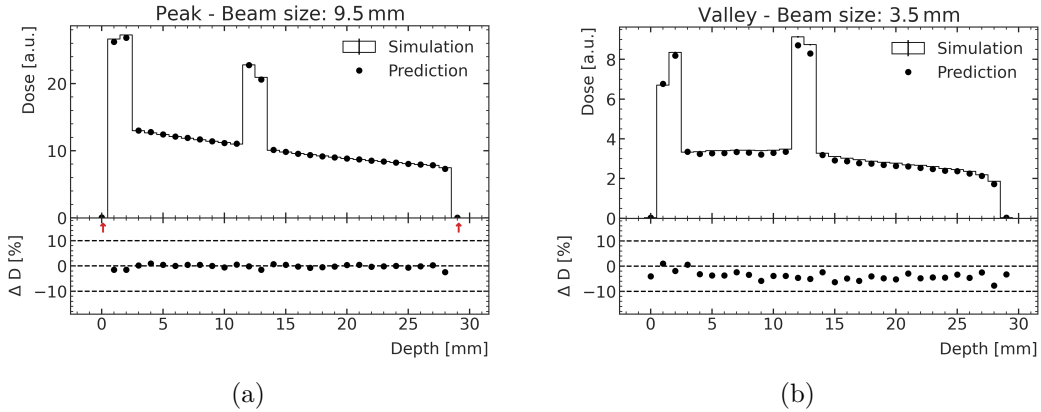 Peak - Beam size: 9.5 mm
Dose [a.u.]
20
10
0
Simulation
Prediction
Δ D [%]
10
0
−10
0 5 10 15 20 25 30
Depth [mm]
(a)
Valley - Beam size: 3.5 mm
Dose [a.u.]
8
6
4
2
0
Simulation
Prediction
Δ D [%]
10
0
−10
0 5 10 15 20 25 30
Depth [mm]
(b)